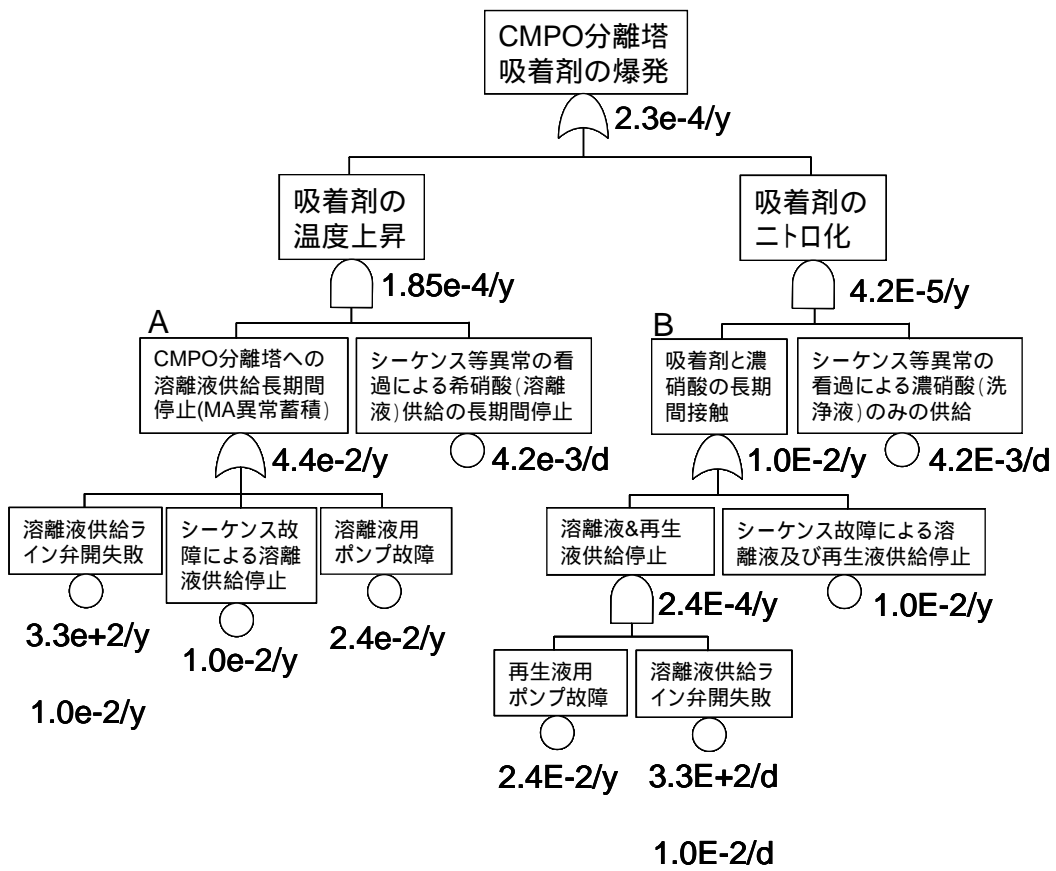 CMPO分離塔
吸着剤の爆発
2.3e-4/y
吸着剤の
温度上昇
1.85e-4/y
吸着剤の
ニトロ化
4.2E-5/y
A
CMPO分離塔への
溶離液供給長期間
停止(MA異常蓄積)
4.4e-2/y
シーケンス等異常の看
過による希硝酸(溶離
液)供給の長期間停止
4.2e-3/d
B
吸着剤と濃
硝酸の長期
間接触
1.0E-2/y
シーケンス等異常の
看過による濃硝酸(洗
浄液)のみの供給
4.2E-3/d
溶離液供給ラ
イン弁開失敗
3.3e+2/y
1.0e-2/y
シーケンス故
障による溶離
液供給停止
1.0e-2/y
溶離液用
ポンプ故障
2.4e-2/y
溶離液&再生
液供給停止
2.4E-4/y
シーケンス故障による溶
離液及び再生液供給停止
1.0E-2/y
再生液用
ポンプ故障
2.4E-2/y
溶離液供給ラ
イン弁開失敗
3.3E+2/d
1.0E-2/d